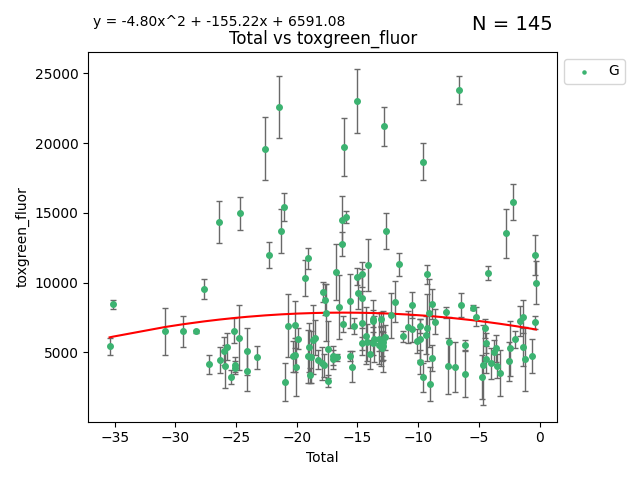 y = -4.80x^2 + -155.22x + 6591.08
N = 145
Total vs toxgreen_fluor
G
25000
20000
15000
10000
5000
toxgreen_fluor
−35 −30 −25 −20 −15 −10 −5 0
Total